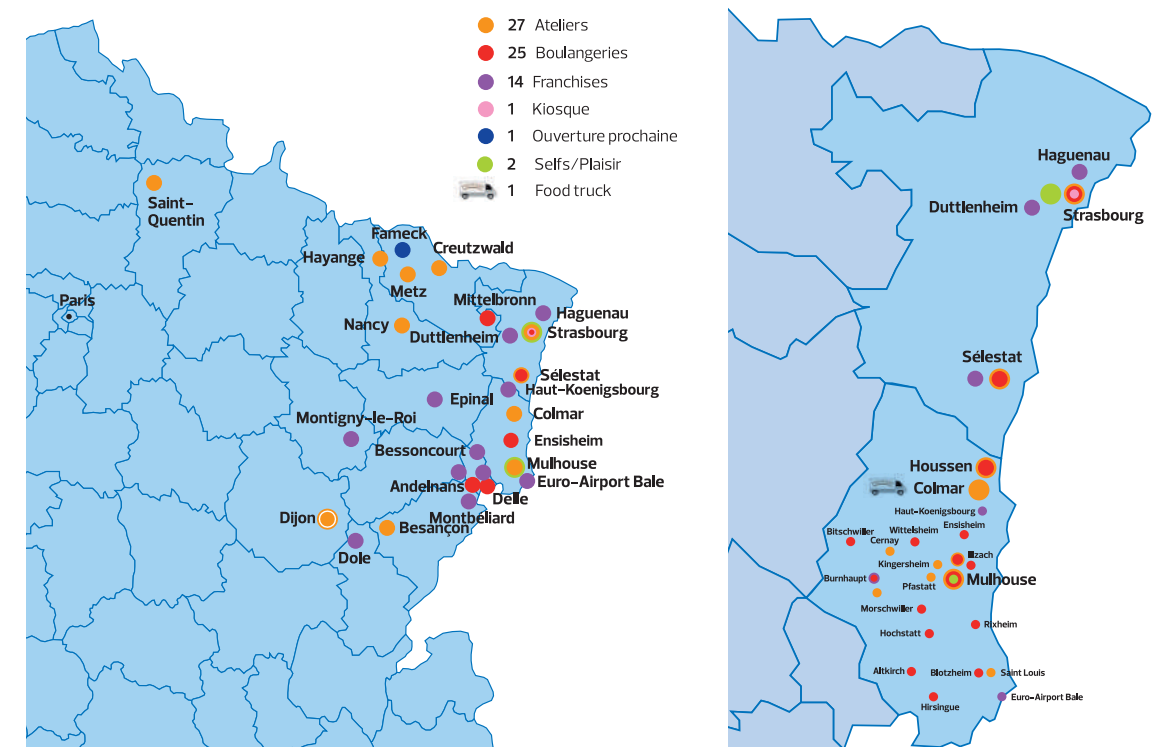 27 Ateliers
25 Boulangeries
14 Franchises
1 Kiosque
1 Ouverture prochaine
2 Selfs/Plaisir
1 Food truck
Saint-
Quentin
Fameck
Creutzwald
Hayange
Metz
Paris
Mittelbronn
Haguenau
Nancy
Duttlenheim
Strasbourg
Sélestat
Haut-Koenigsbourg
Epinal
Colmar
Montigny-le-Roi
Ensisheim
Bessoncourt
Mulhouse
Euro-Airport Bale
Andelnans
Delle
Montbéliard
Dijon
Besançon
Dole
Haguenau
Duttlenheim
Strasbourg
Sélestat
Houssen
Colmar
Haut-Koenigsbourg
Ensisheim
Bitschwiller
Wittelsheim
Cernay
Illzach
Kingersheim
Burnhaupt
Pfastatt
Mulhouse
Morschwiller
Rixheim
Hochstatt
Altkirch
Blotzheim
Saint Louis
Hirsingue
Euro-Airport Bale